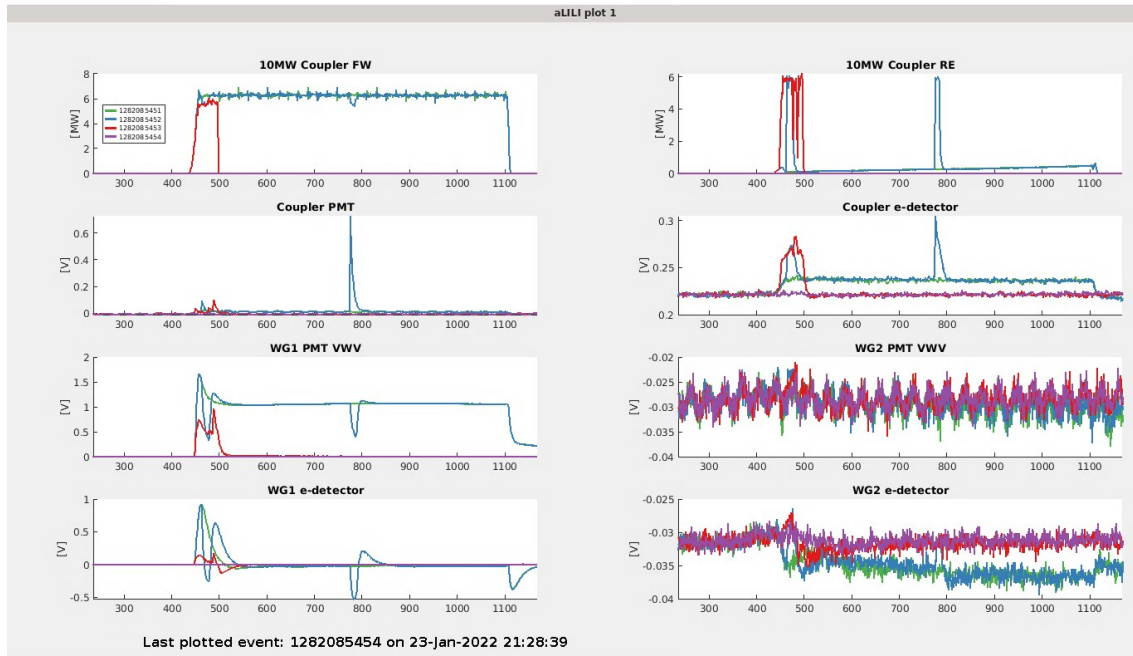 aLILI plot 1
10MW Coupler FW
[MW]
8
6
4
2
0
1282085451
1282085452
1282085453
1282085454
300 400 500 600 700 800 900 1000 1100
10MW Coupler RE
[MW]
6
4
2
0
300 400 500 600 700 800 900 1000 1100
Coupler PMT
[V]
0.6
0.4
0.2
0
300 400 500 600 700 800 900 1000 1100
Coupler e-detector
[V]
0.3
0.25
0.2
300 400 500 600 700 800 900 1000 1100
WG1 PMT VWV
[V]
2
1.5
1
0.5
0
300 400 500 600 700 800 900 1000 1100
WG2 PMT VWV
[V]
-0.02
-0.025
-0.03
-0.035
-0.04
300 400 500 600 700 800 900 1000 1100
WG1 e-detector
[V]
1
0.5
0
-0.5
300 400 500 600 700 800 900 1000 1100
WG2 e-detector
[V]
-0.025
-0.03
-0.035
-0.04
300 400 500 600 700 800 900 1000 1100
Last plotted event: 1282085454 on 23-Jan-2022 21:28:39